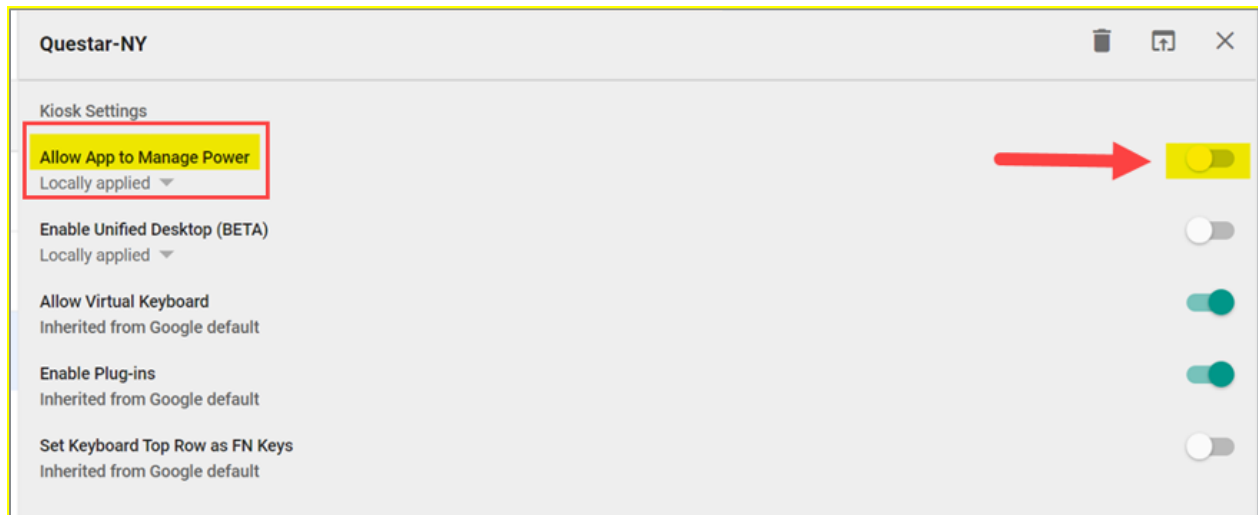 Questar-NY
Kiosk Settings
Allow App to Manage Power
Locally applied
Enable Unified Desktop (BETA)
Locally applied
Allow Virtual Keyboard
Inherited from Google default
Enable Plug-ins
Inherited from Google default
Set Keyboard Top Row as FN Keys
Inherited from Google default